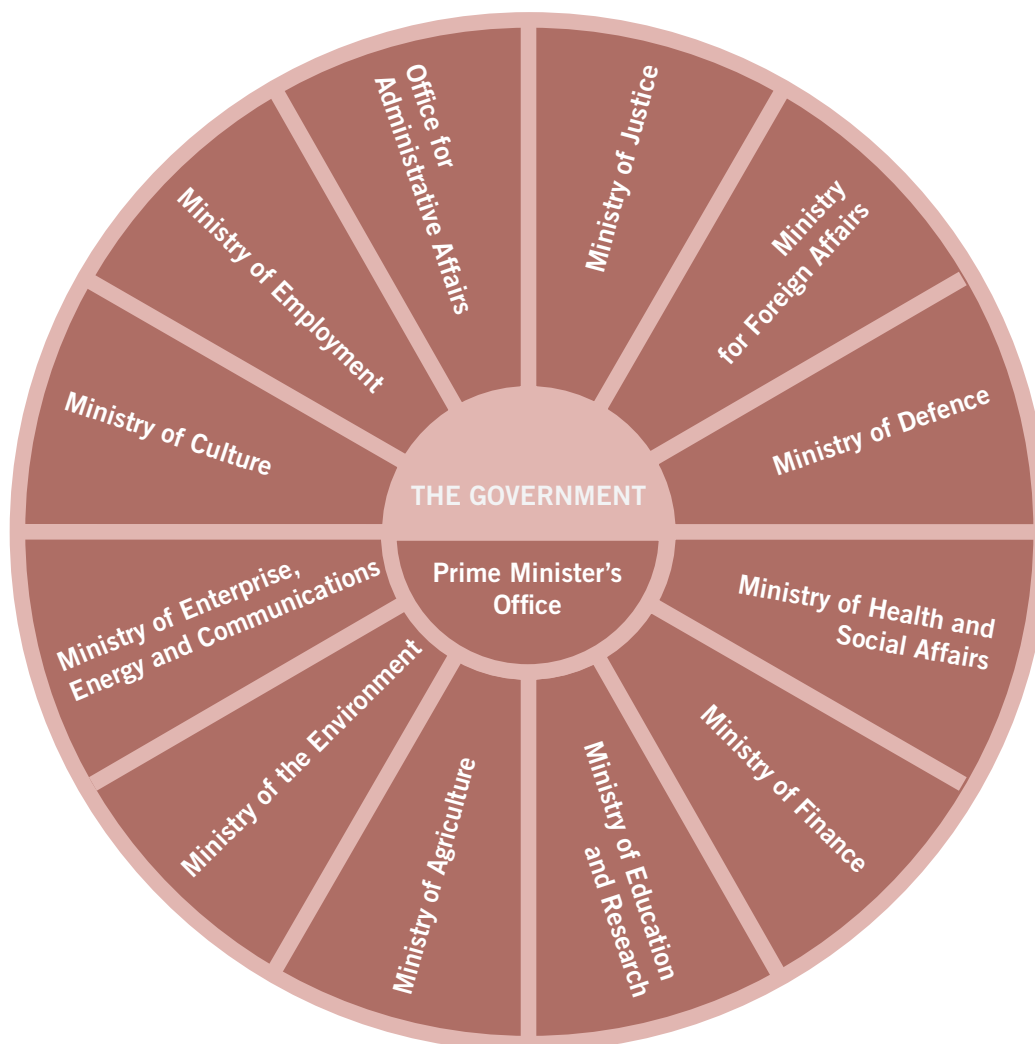 Office for
Administrative Affairs
Ministry of Justice
Ministry
for Foreign Affairs
Ministry of Defence
Ministry of Health and
Social Affairs
Ministry of Finance
Ministry of Education
and Research
Ministry of Agriculture
Ministry of the Environment
Ministry of Enterprise,
Energy and Communications
Ministry of Culture
Ministry of Employment
THE GOVERNMENT
Prime Minister’s
Office